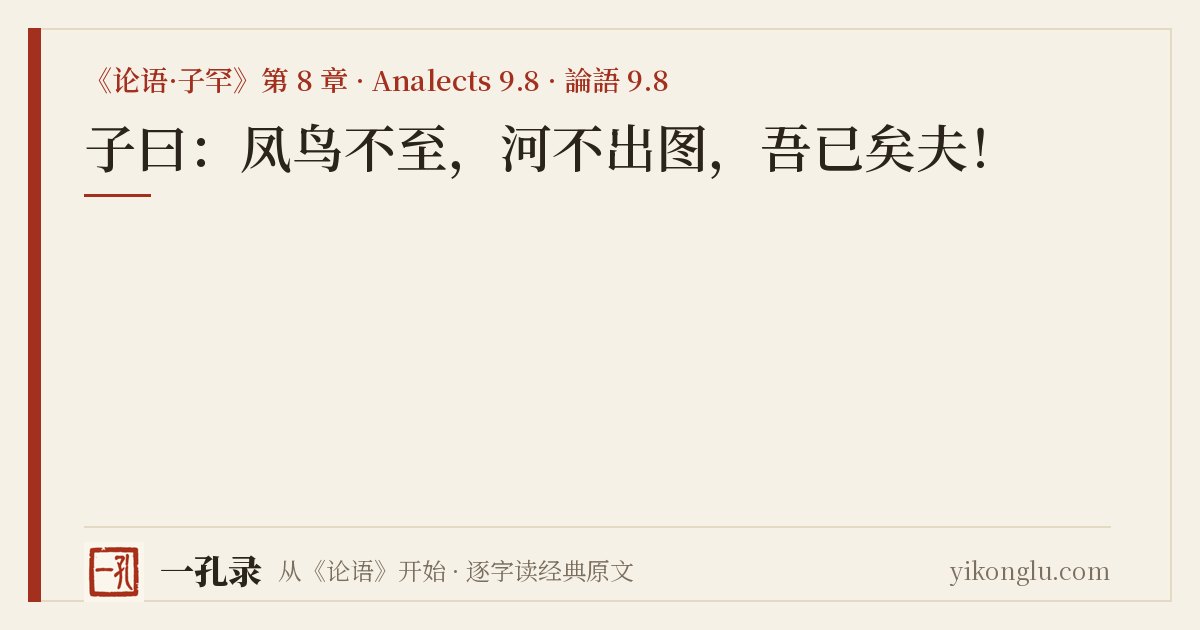 《论语·子罕》第 8 章 · Analects 9.8 · 論語 9.8
子曰：凤鸟不至，河不出图，吾已矣夫！
一孔
一孔录 从《论语》开始 · 逐字读经典原文 yikonglu.com